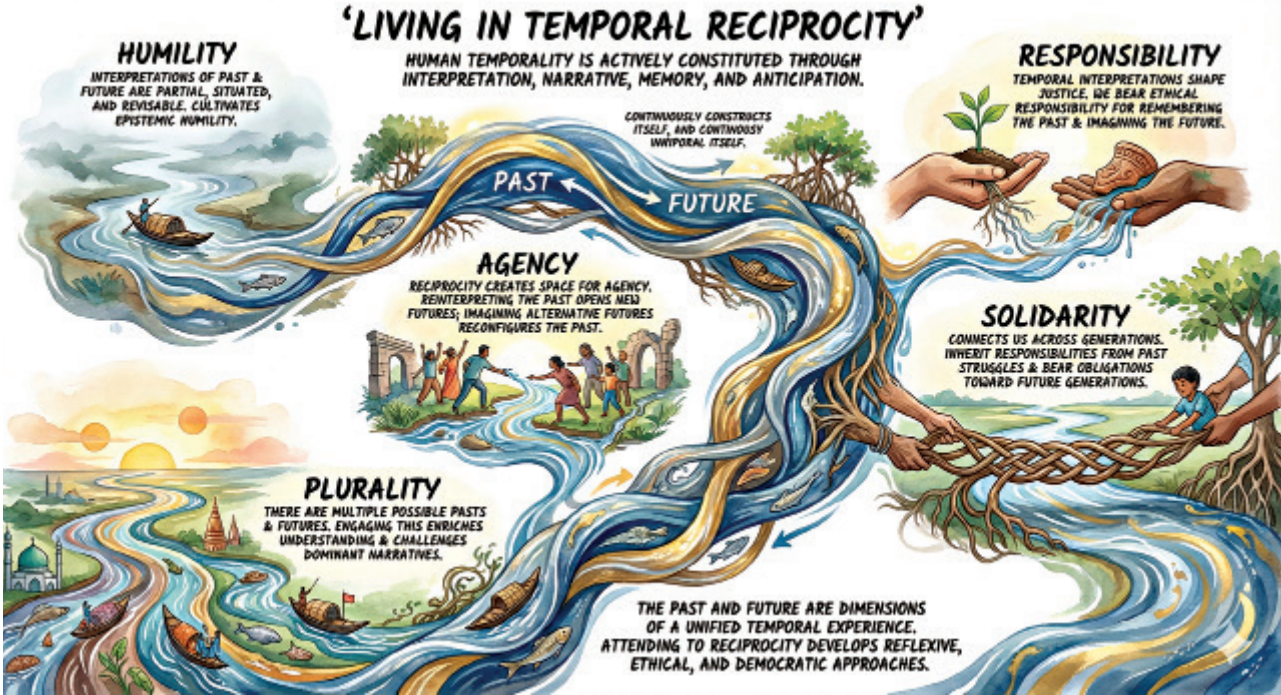 'LIVING IN TEMPORAL RECIPROCITY'
HUMAN TEMPORALITY IS ACTIVELY CONSTITUTED THROUGH
INTERPRETATION, NARRATIVE, MEMORY, AND ANTICIPATION.
HUMILITY
INTERPRETATIONS OF PAST &
FUTURE ARE PARTIAL, SITUATED,
AND REVISABLE. CULTIVATES
EPISTEMIC HUMILITY.
CONTINUOUSLY CONSTRUCTS
ITSELF, AND CONTINOUSY
UNIVPORAL ITSELF.
RESPONSIBILITY
TEMPORAL INTERPRETATIONS SHAPE
JUSTICE. WE BEAR ETHICAL
RESPONSIBILITY FOR REMEMBERING
THE PAST & IMAGINING THE FUTURE.
PAST
FUTURE
AGENCY
RECIPROCITY CREATES SPACE FOR AGENCY.
REINTERPRETING THE PAST OPENS NEW
FUTURES; IMAGINING ALTERNATIVE FUTURES
RECONFIGURES THE PAST.
SOLIDARITY
CONNECTS US ACROSS GENERATIONS.
INHERIT RESPONSIBILITIES FROM PAST
STRUGGLES & BEAR OBLIGATIONS
TOWARD FUTURE GENERATIONS.
PLURALITY
THERE ARE MULTIPLE POSSIBLE PASTS
& FUTURES. ENGAGING THIS ENRICHES
UNDERSTANDING & CHALLENGES
DOMINANT NARRATIVES.
THE PAST AND FUTURE ARE DIMENSIONS
OF A UNIFIED TEMPORAL EXPERIENCE.
ATTENDING TO RECIPROCITY DEVELOPS REFLEXIVE,
ETHICAL, AND DEMOCRATIC APPROACHES.